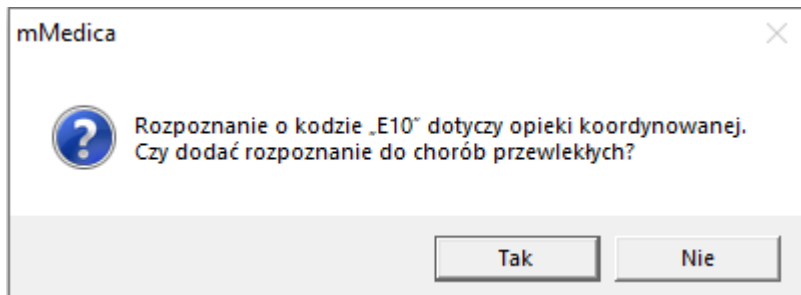 mMedica
Rozpoznanie o kodzie „E10” dotyczy opieki koordynowanej.
Czy dodać rozpoznanie do chorób przewlekłych?
Tak
Nie